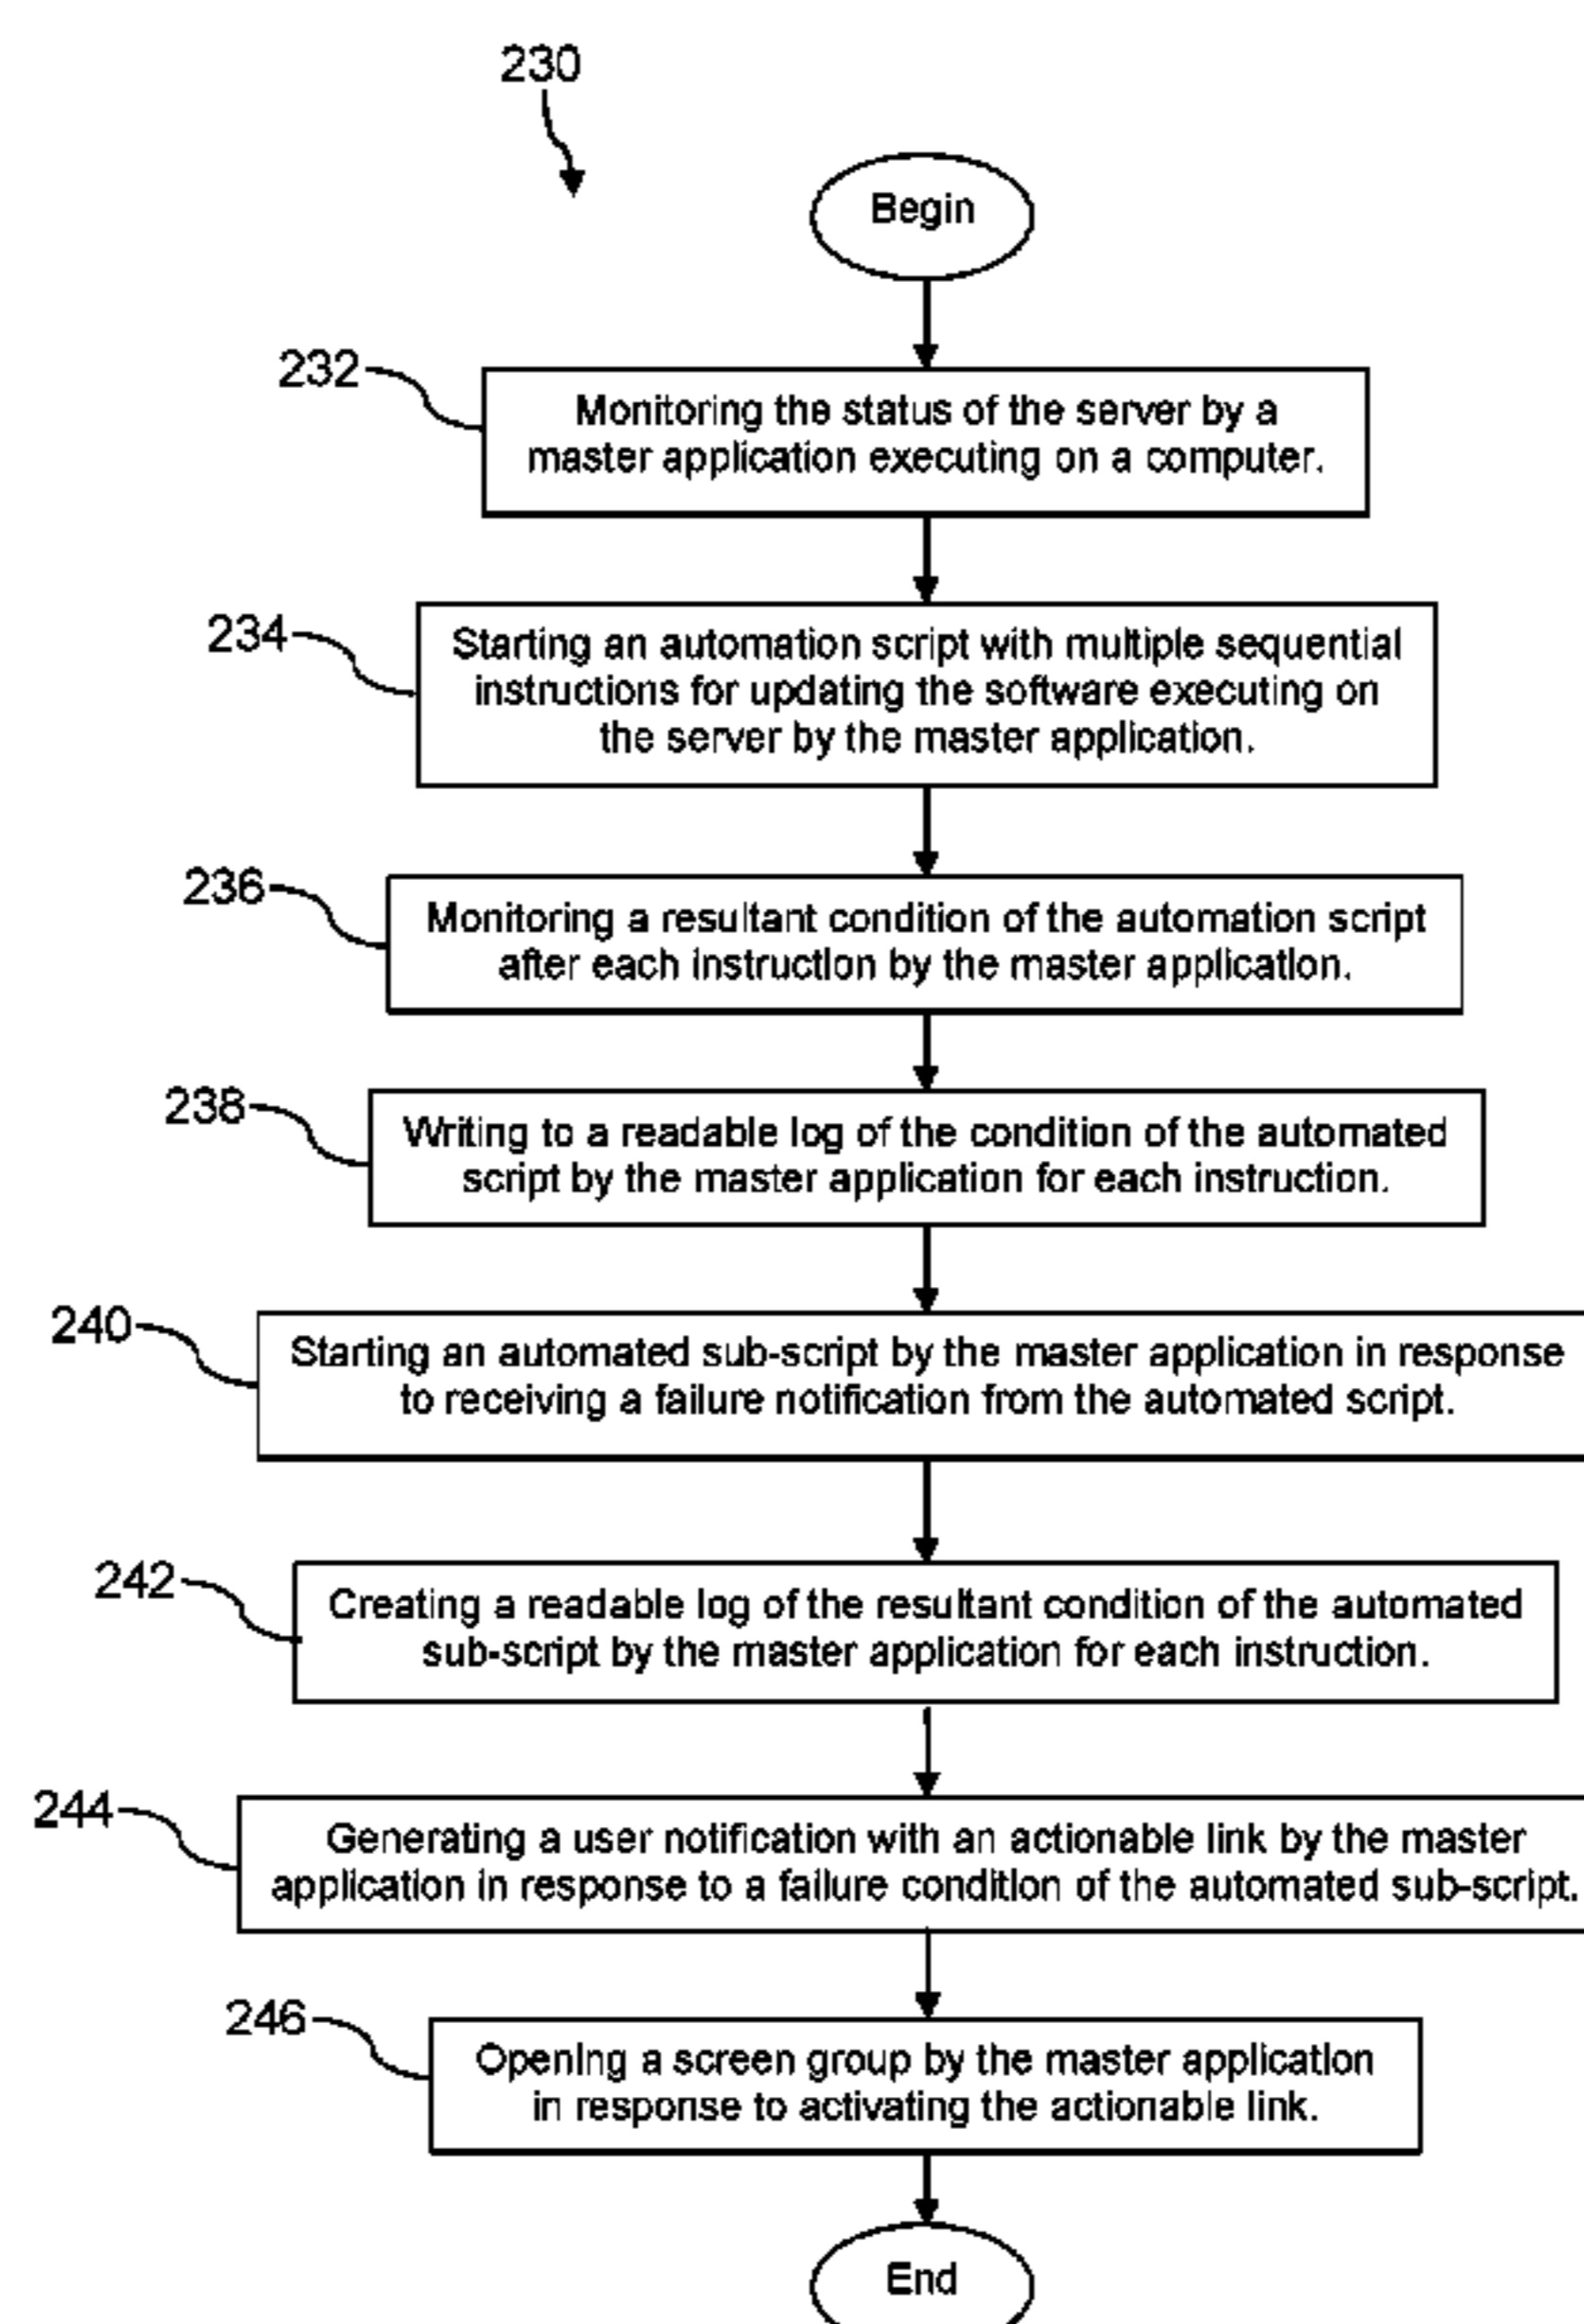 230
Begin
232
Monitoring the status of the server by a
master application executing on a computer.
234
Starting an automation script with multiple sequential
instructions for updating the software executing on
the server by the master application.
236
Monitoring a resultant condition of the automation script
after each instruction by the master application.
238
Writing to a readable log of the condition of the automated
script by the master application for each instruction.
240
Starting an automated sub-script by the master application in response
to receiving a failure notification from the automated script.
242
Creating a readable log of the resultant condition of the automated
sub-script by the master application for each instruction.
244
Generating a user notification with an actionable link by the master
application in response to a failure condition of the automated sub-script.
246
Opening a screen group by the master application
in response to activating the actionable link.
End